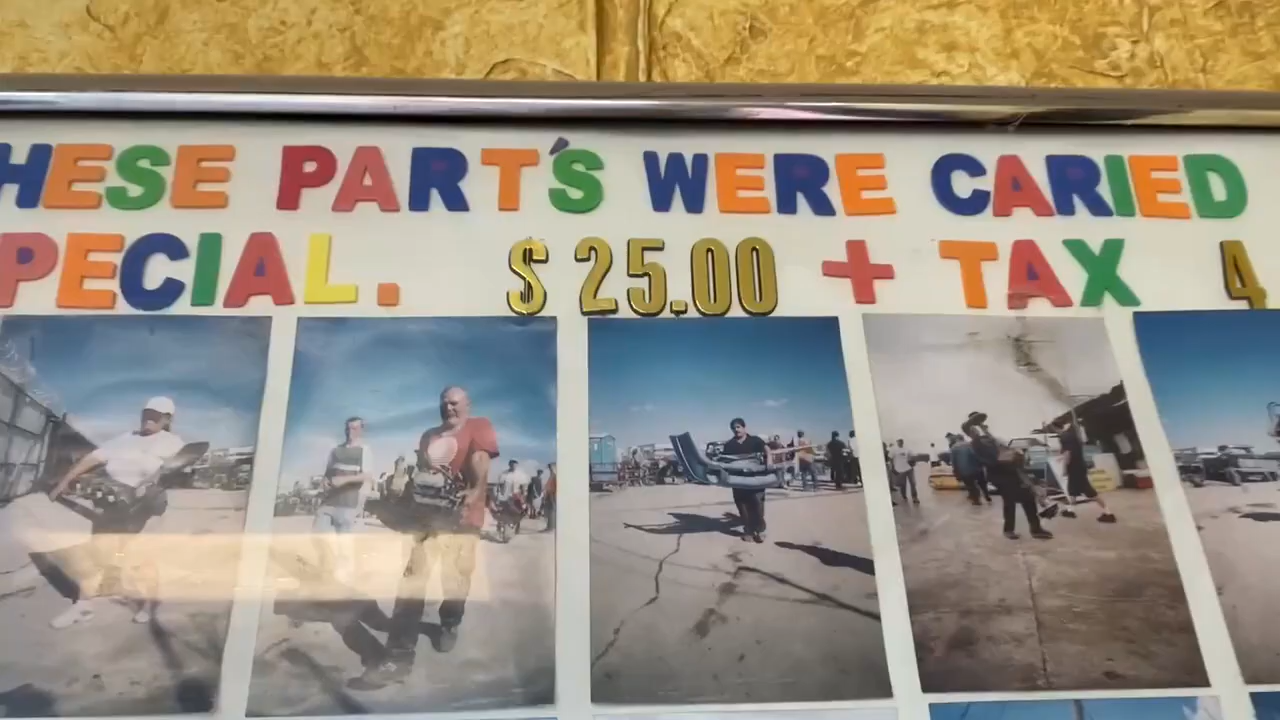 HESE PART'S WERE CARIED
PECIAL. $25.00 + TAX 4